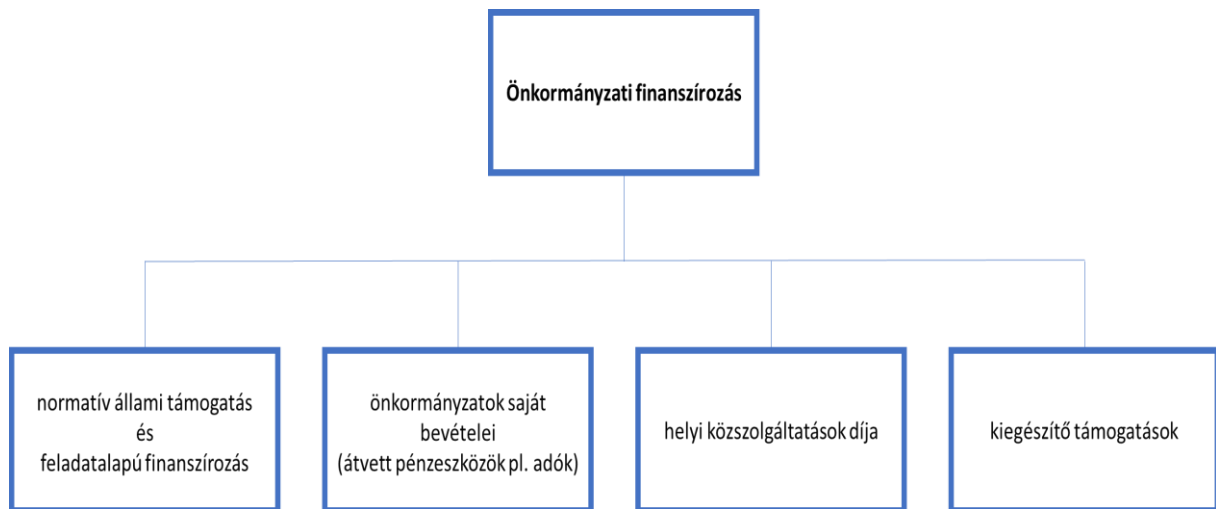 Önkormányzati finanszírozás
normatív állami támogatás
és
feladatalapú finanszírozás
önkormányzatok saját
bevételei
(átvett pénzeszközök pl. adók)
helyi közszolgáltatások díja
kiegészítő támogatások